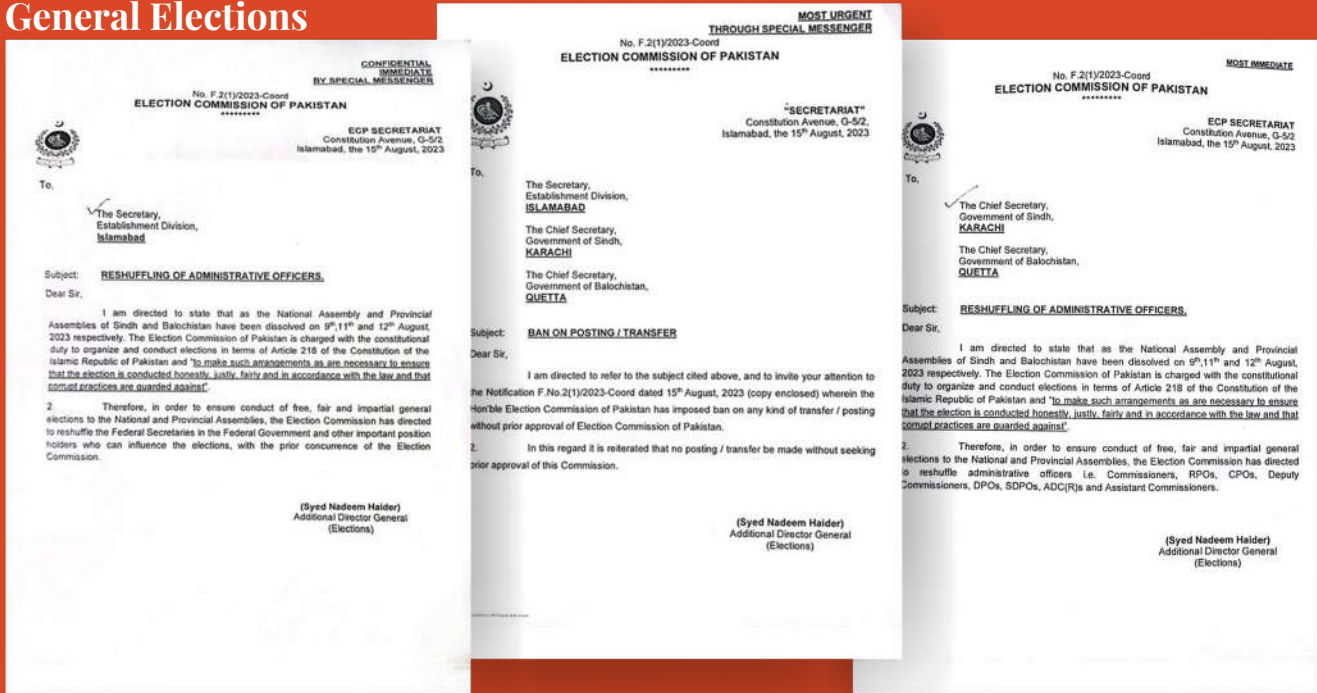 General Elections
CONFIDENTIAL
IMMEDIATE
BY SPECIAL MESSENGER
No. F.2(1)/2023-Coord
ELECTION COMMISSION OF PAKISTAN
*********
ECP SECRETARIAT
Constitution Avenue, G-5/2
Islamabad, the 15th August, 2023
To,
The Secretary,
Establishment Division,
Islamabad
Subject: RESHUFFLING OF ADMINISTRATIVE OFFICERS.
Dear Sir,
I am directed to state that as the National Assembly and Provincial
Assemblies of Sindh and Balochistan have been dissolved on 9th,11th and 12th August,
2023 respectively. The Election Commission of Pakistan is charged with the constitutional
duty to organize and conduct elections in terms of Article 218 of the Constitution of the
Islamic Republic of Pakistan and "to make such arrangements as are necessary to ensure
that the election is conducted honestly, justly, fairly and in accordance with the law and that
corrupt practices are guarded against".
2. Therefore, in order to ensure conduct of free, fair and impartial general
elections to the National and Provincial Assemblies, the Election Commission has directed
to reshuffle the Federal Secretaries in the Federal Government and other important position
holders who can influence the elections, with the prior concurrence of the Election
Commission.
(Syed Nadeem Haider)
Additional Director General
(Elections)
MOST URGENT
THROUGH SPECIAL MESSENGER
No. F.2(1)/2023-Coord
ELECTION COMMISSION OF PAKISTAN
*********
"SECRETARIAT"
Constitution Avenue, G-5/2,
Islamabad, the 15th August, 2023
To,
The Secretary,
Establishment Division,
ISLAMABAD
The Chief Secretary,
Government of Sindh,
KARACHI
The Chief Secretary,
Government of Balochistan,
QUETTA
Subject: BAN ON POSTING / TRANSFER
Dear Sir,
I am directed to refer to the subject cited above, and to invite your attention to
the Notification F.No.2(1)/2023-Coord dated 15th August, 2023 (copy enclosed) wherein the
Hon'ble Election Commission of Pakistan has imposed ban on any kind of transfer / posting
without prior approval of Election Commission of Pakistan.
2. In this regard it is reiterated that no posting / transfer be made without seeking
prior approval of this Commission.
(Syed Nadeem Haider)
Additional Director General
(Elections)
MOST IMMEDIATE
No. F.2(1)/2023-Coord
ELECTION COMMISSION OF PAKISTAN
*********
ECP SECRETARIAT
Constitution Avenue, G-5/2
Islamabad, the 15th August, 2023
To,
The Chief Secretary,
Government of Sindh,
KARACHI
The Chief Secretary,
Government of Balochistan,
QUETTA
Subject: RESHUFFLING OF ADMINISTRATIVE OFFICERS.
Dear Sir,
I am directed to state that as the National Assembly and Provincial
Assemblies of Sindh and Balochistan have been dissolved on 9th,11th and 12th August,
2023 respectively. The Election Commission of Pakistan is charged with the constitutional
duty to organize and conduct elections in terms of Article 218 of the Constitution of the
Islamic Republic of Pakistan and "to make such arrangements as are necessary to ensure
that the election is conducted honestly, justly, fairly and in accordance with the law and that
corrupt practices are guarded against".
2. Therefore, in order to ensure conduct of free, fair and impartial general
elections to the National and Provincial Assemblies, the Election Commission has directed
to reshuffle administrative officers i.e. Commissioners, RPOs, CPOs, Deputy
Commissioners, DPOs, SDPOs, ADC(R)s and Assistant Commissioners.
(Syed Nadeem Haider)
Additional Director General
(Elections)